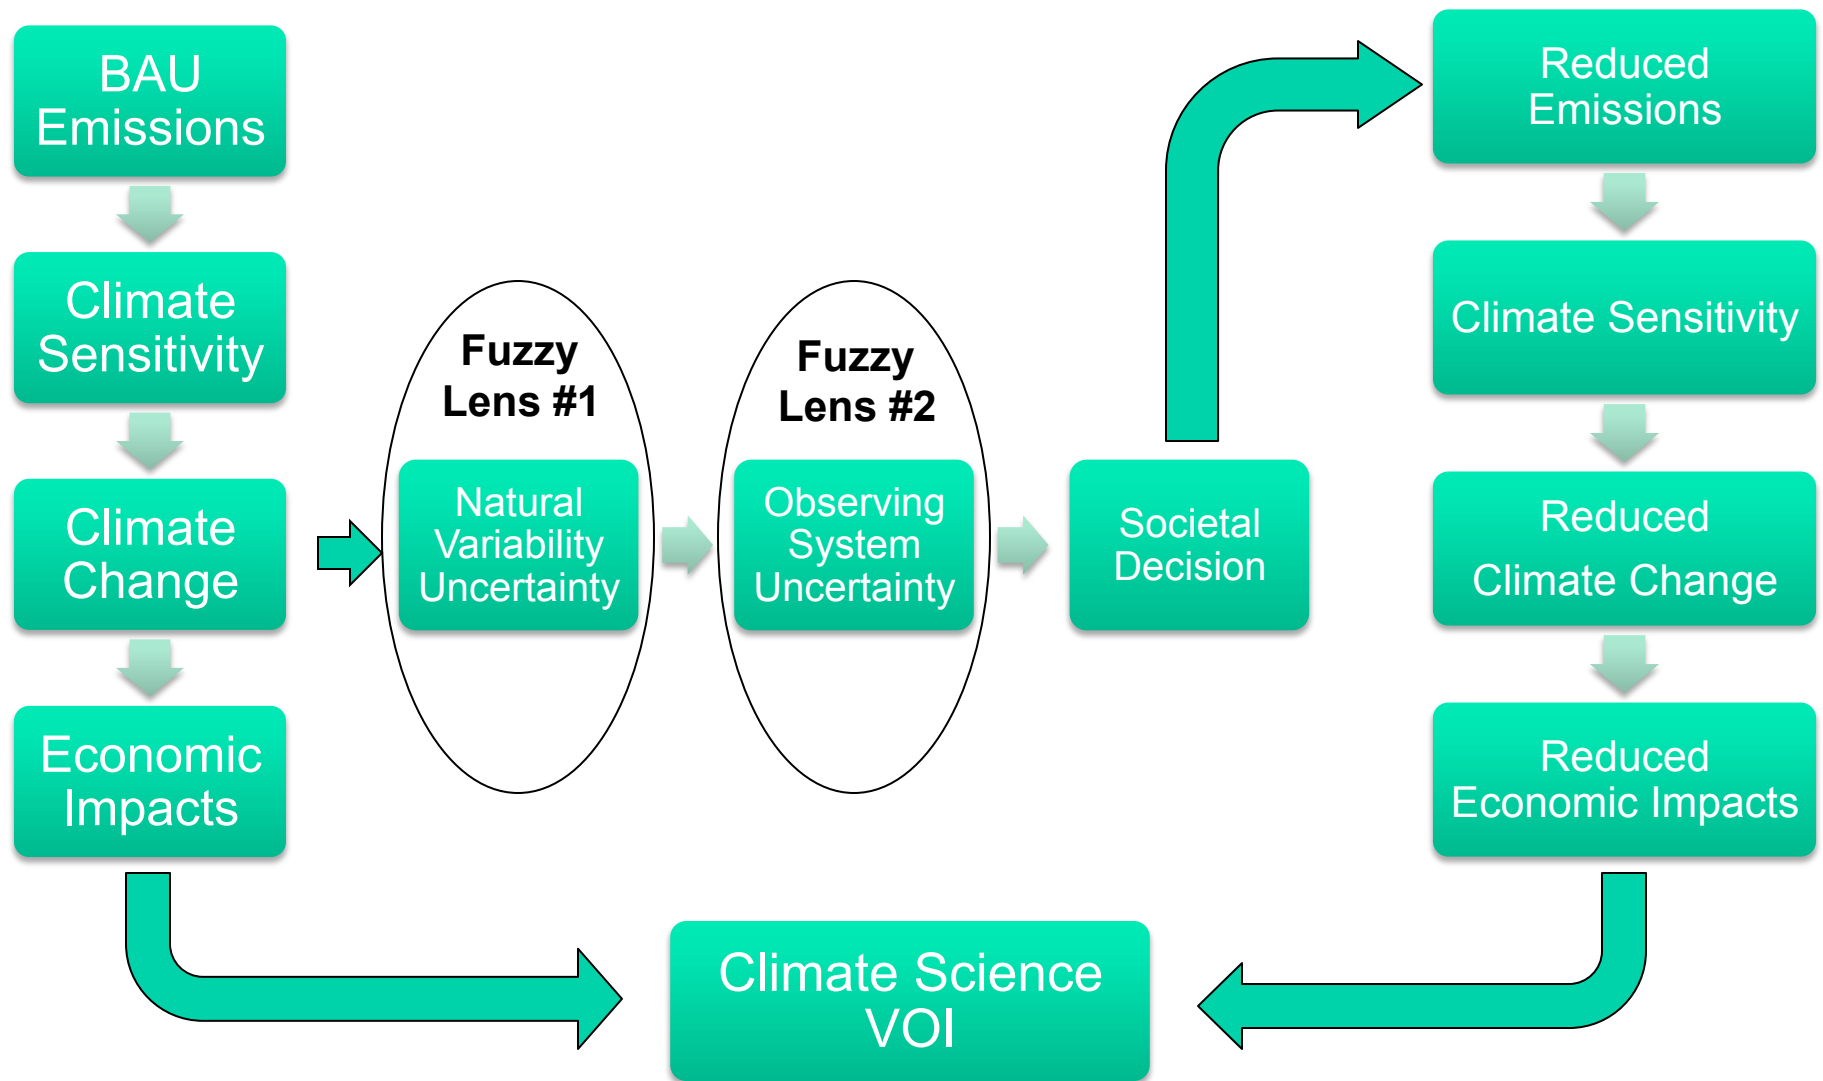 BAU
Emissions
Climate
Sensitivity
Climate
Change
Economic
Impacts
Fuzzy
Lens #1
Natural
Variability
Uncertainty
Fuzzy
Lens #2
Observing
System
Uncertainty
Societal
Decision
Reduced
Emissions
Climate Sensitivity
Reduced
Climate Change
Reduced
Economic Impacts
Climate Science
VOI